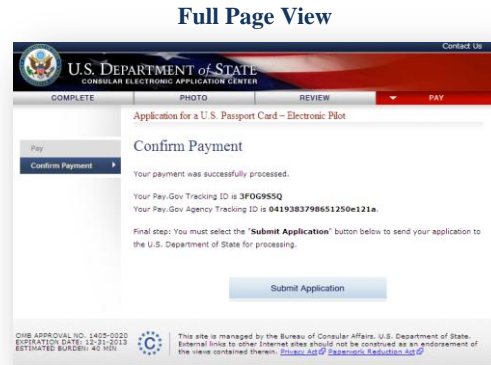 Full Page View
Contact Us
U.S. DEPARTMENT of STATE
CONSULAR ELECTRONIC APPLICATION CENTER
COMPLETE PHOTO REVIEW PAY
Application for a U.S. Passport Card – Electronic Pilot
Pay
Confirm Payment
Confirm Payment
Your payment was successfully processed.
Your Pay.Gov Tracking ID is 3FOG9S5Q
Your Pay.Gov Agency Tracking ID is 0419383798651250e121a.
Final step: You must select the "Submit Application" button below to send your application to
the U.S. Department of State for processing.
Submit Application
OMB APPROVAL NO. 1405-0020
EXPIRATION DATE: 12-31-2013
ESTIMATED BURDEN: 40 MIN
C
This site is managed by the Bureau of Consular Affairs, U.S. Department of State.
External links to other Internet sites should not be construed as an endorsement of
the views contained therein. Privacy Act Paperwork Reduction Act